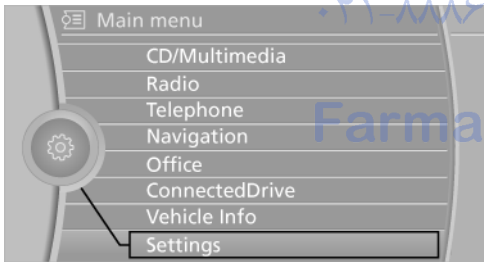 Main menu
CD/Multimedia
Radio
Telephone
Navigation
Office
ConnectedDrive
Vehicle Info
Settings
Farma